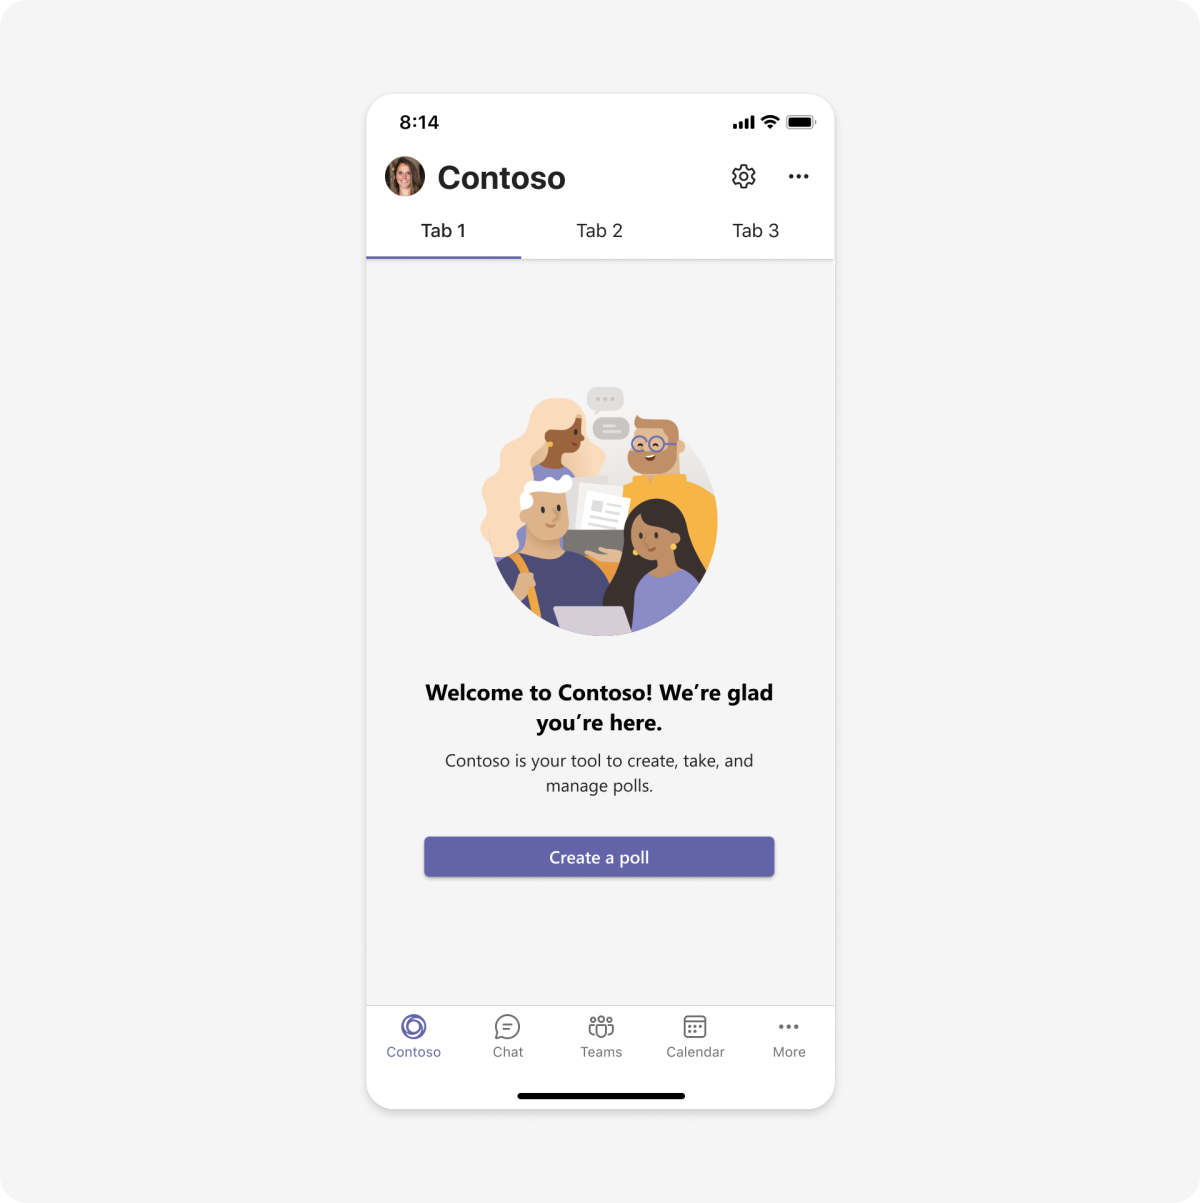 8:14
Contoso
Tab 1
Tab 2
Tab 3
Welcome to Contoso! We’re glad
you’re here.
Contoso is your tool to create, take, and
manage polls.
Create a poll
Contoso
Chat
Teams
Calendar
More